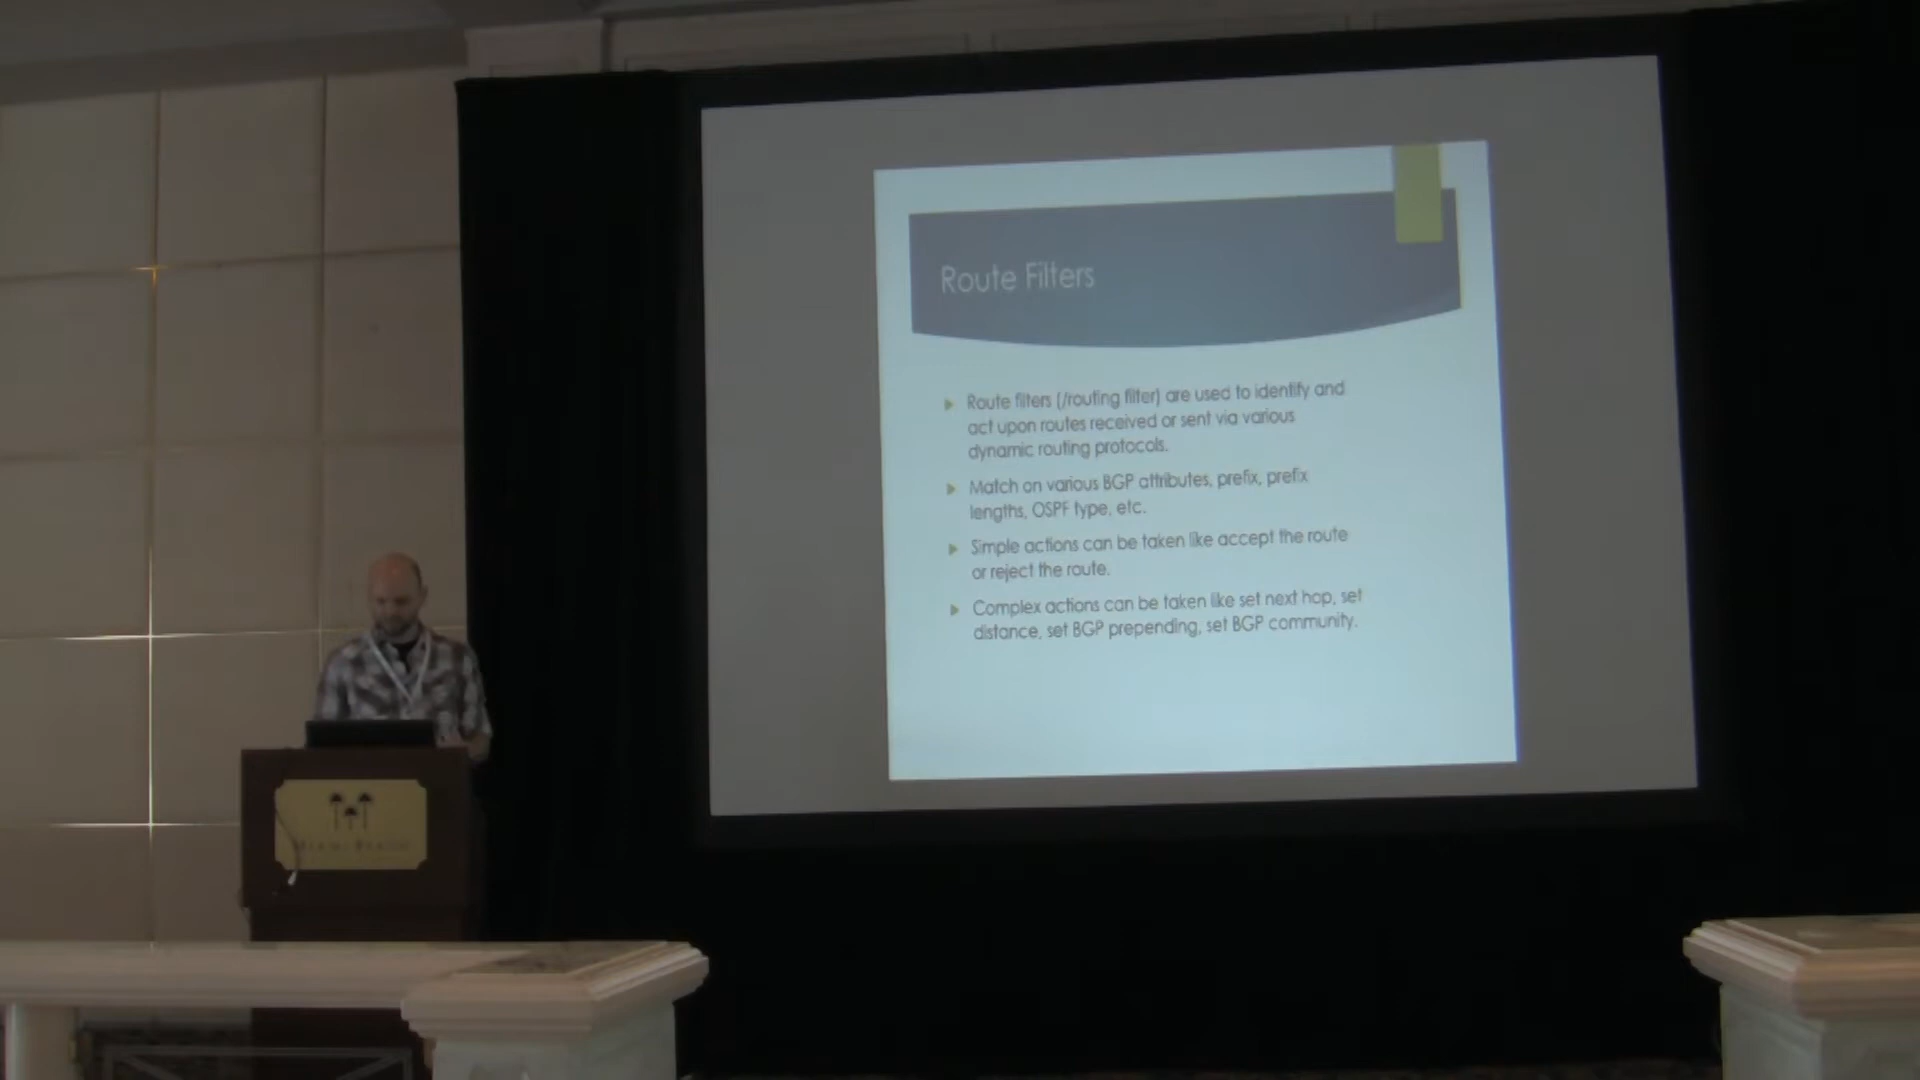 Route Filters
Route filters (/routing filter) are used to identify and
act upon routes received or sent via various
dynamic routing protocols.
Match on various BGP attributes, prefix, prefix
lengths, OSPF type, etc.
Simple actions can be taken like accept the route
or reject the route.
Complex actions can be taken like set next hop, set
distance, set BGP prepending, set BGP community.